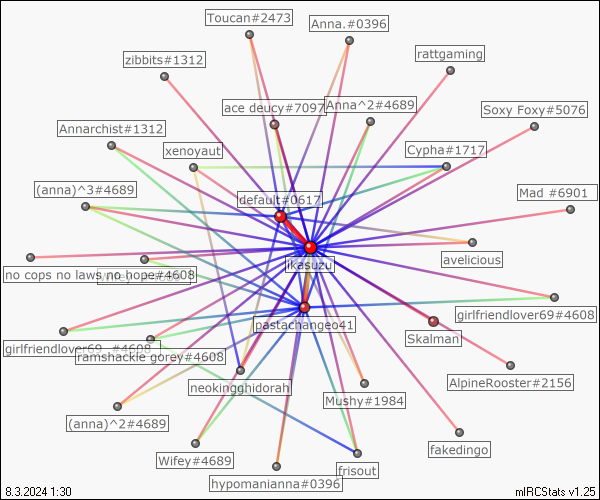 Toucan#2473
Anna.#0396
rattgaming
zibbits#1312
ace deucy#7097
Anna^2#4689
Soxy Foxy#5076
Annarchist#1312
xenoyaut
Cypha#1717
(anna)^3#4689
default#0617
Mad #6901
avelicious
ikasuzu
no cops no laws no hope#4608
girlfriendlover69#4608
pastachangeo41
Skalman
girlfriendlover69_#4608
ramshackie gorey#4608
neokingghidorah
AlpineRooster#2156
Mushy#1984
(anna)^2#4689
fakedingo
Wifey#4689
frisout
hypomanianna#0396
8.3.2024 1:30
mIRCStats v1.25